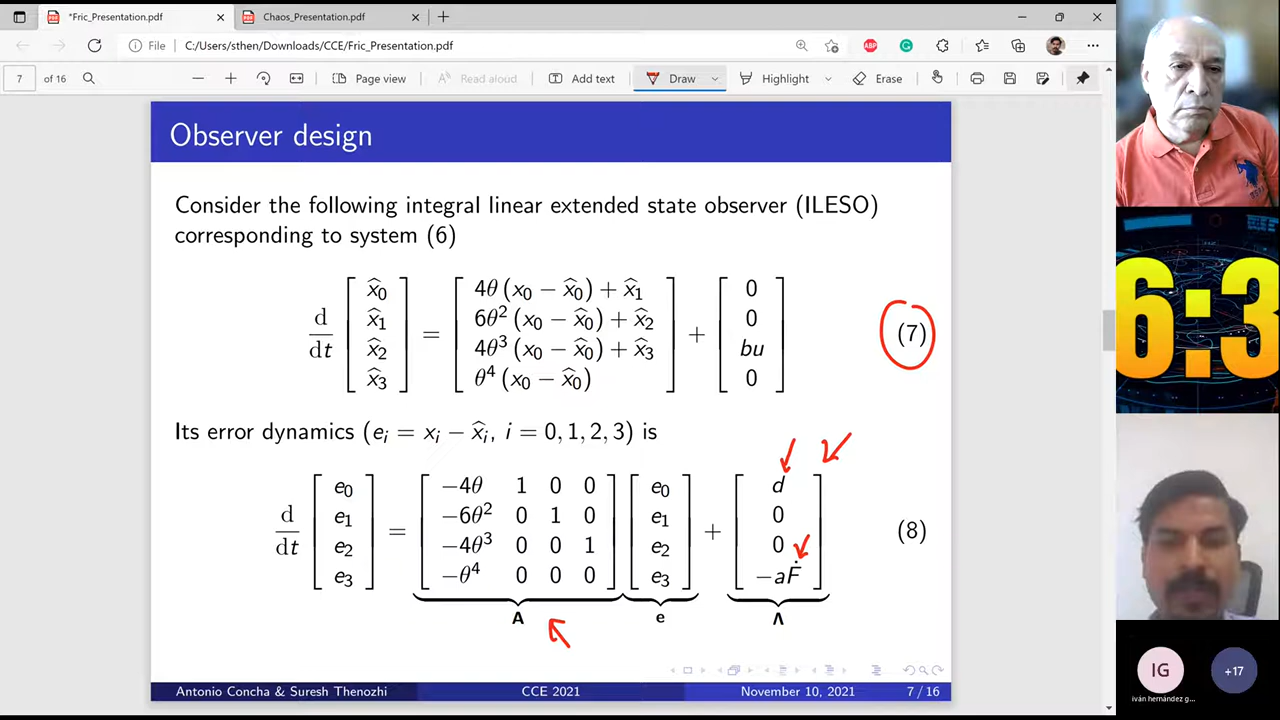 *Fric_Presentation.pdf
Chaos_Presentation.pdf
File
C:/Users/sthen/Downloads/CCE/Fric_Presentation.pdf
ABP
7
of 16
Page view
Read aloud
Add text
Draw
Highlight
Erase
Observer design
Consider the following integral linear extended state observer (ILESO)
corresponding to system (6)
d/dt [x̂₀ x̂₁ x̂₂ x̂₃] = [4θ (x₀ − x̂₀) + x̂₁
6θ² (x₀ − x̂₀) + x̂₂
4θ³ (x₀ − x̂₀) + x̂₃
θ⁴ (x₀ − x̂₀)] + [0 0 bu 0] (7)
Its error dynamics (eᵢ = xᵢ − x̂ᵢ, i = 0, 1, 2, 3) is
d/dt [e₀ e₁ e₂ e₃] = [−4θ 1 0 0
−6θ² 0 1 0
−4θ³ 0 0 1
−θ⁴ 0 0 0] [e₀ e₁ e₂ e₃] + [d 0 0 −aḞ] (8)
A e Λ
Antonio Concha & Suresh Thenozhi
CCE 2021
November 10, 2021
7 / 16
6:3
IG
+17
iván hernández g...